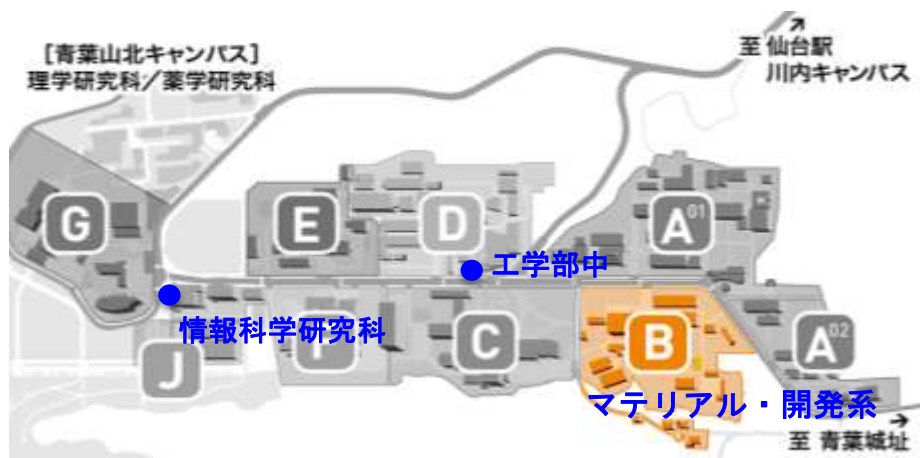 [青葉山北キャンパス]
理学研究科／薬学研究科
至 仙台駅
川内キャンパス
G
E
D
A01
工学部中
情報科学研究科
J
F
C
B
A02
マテリアル・開発系
至 青葉城址